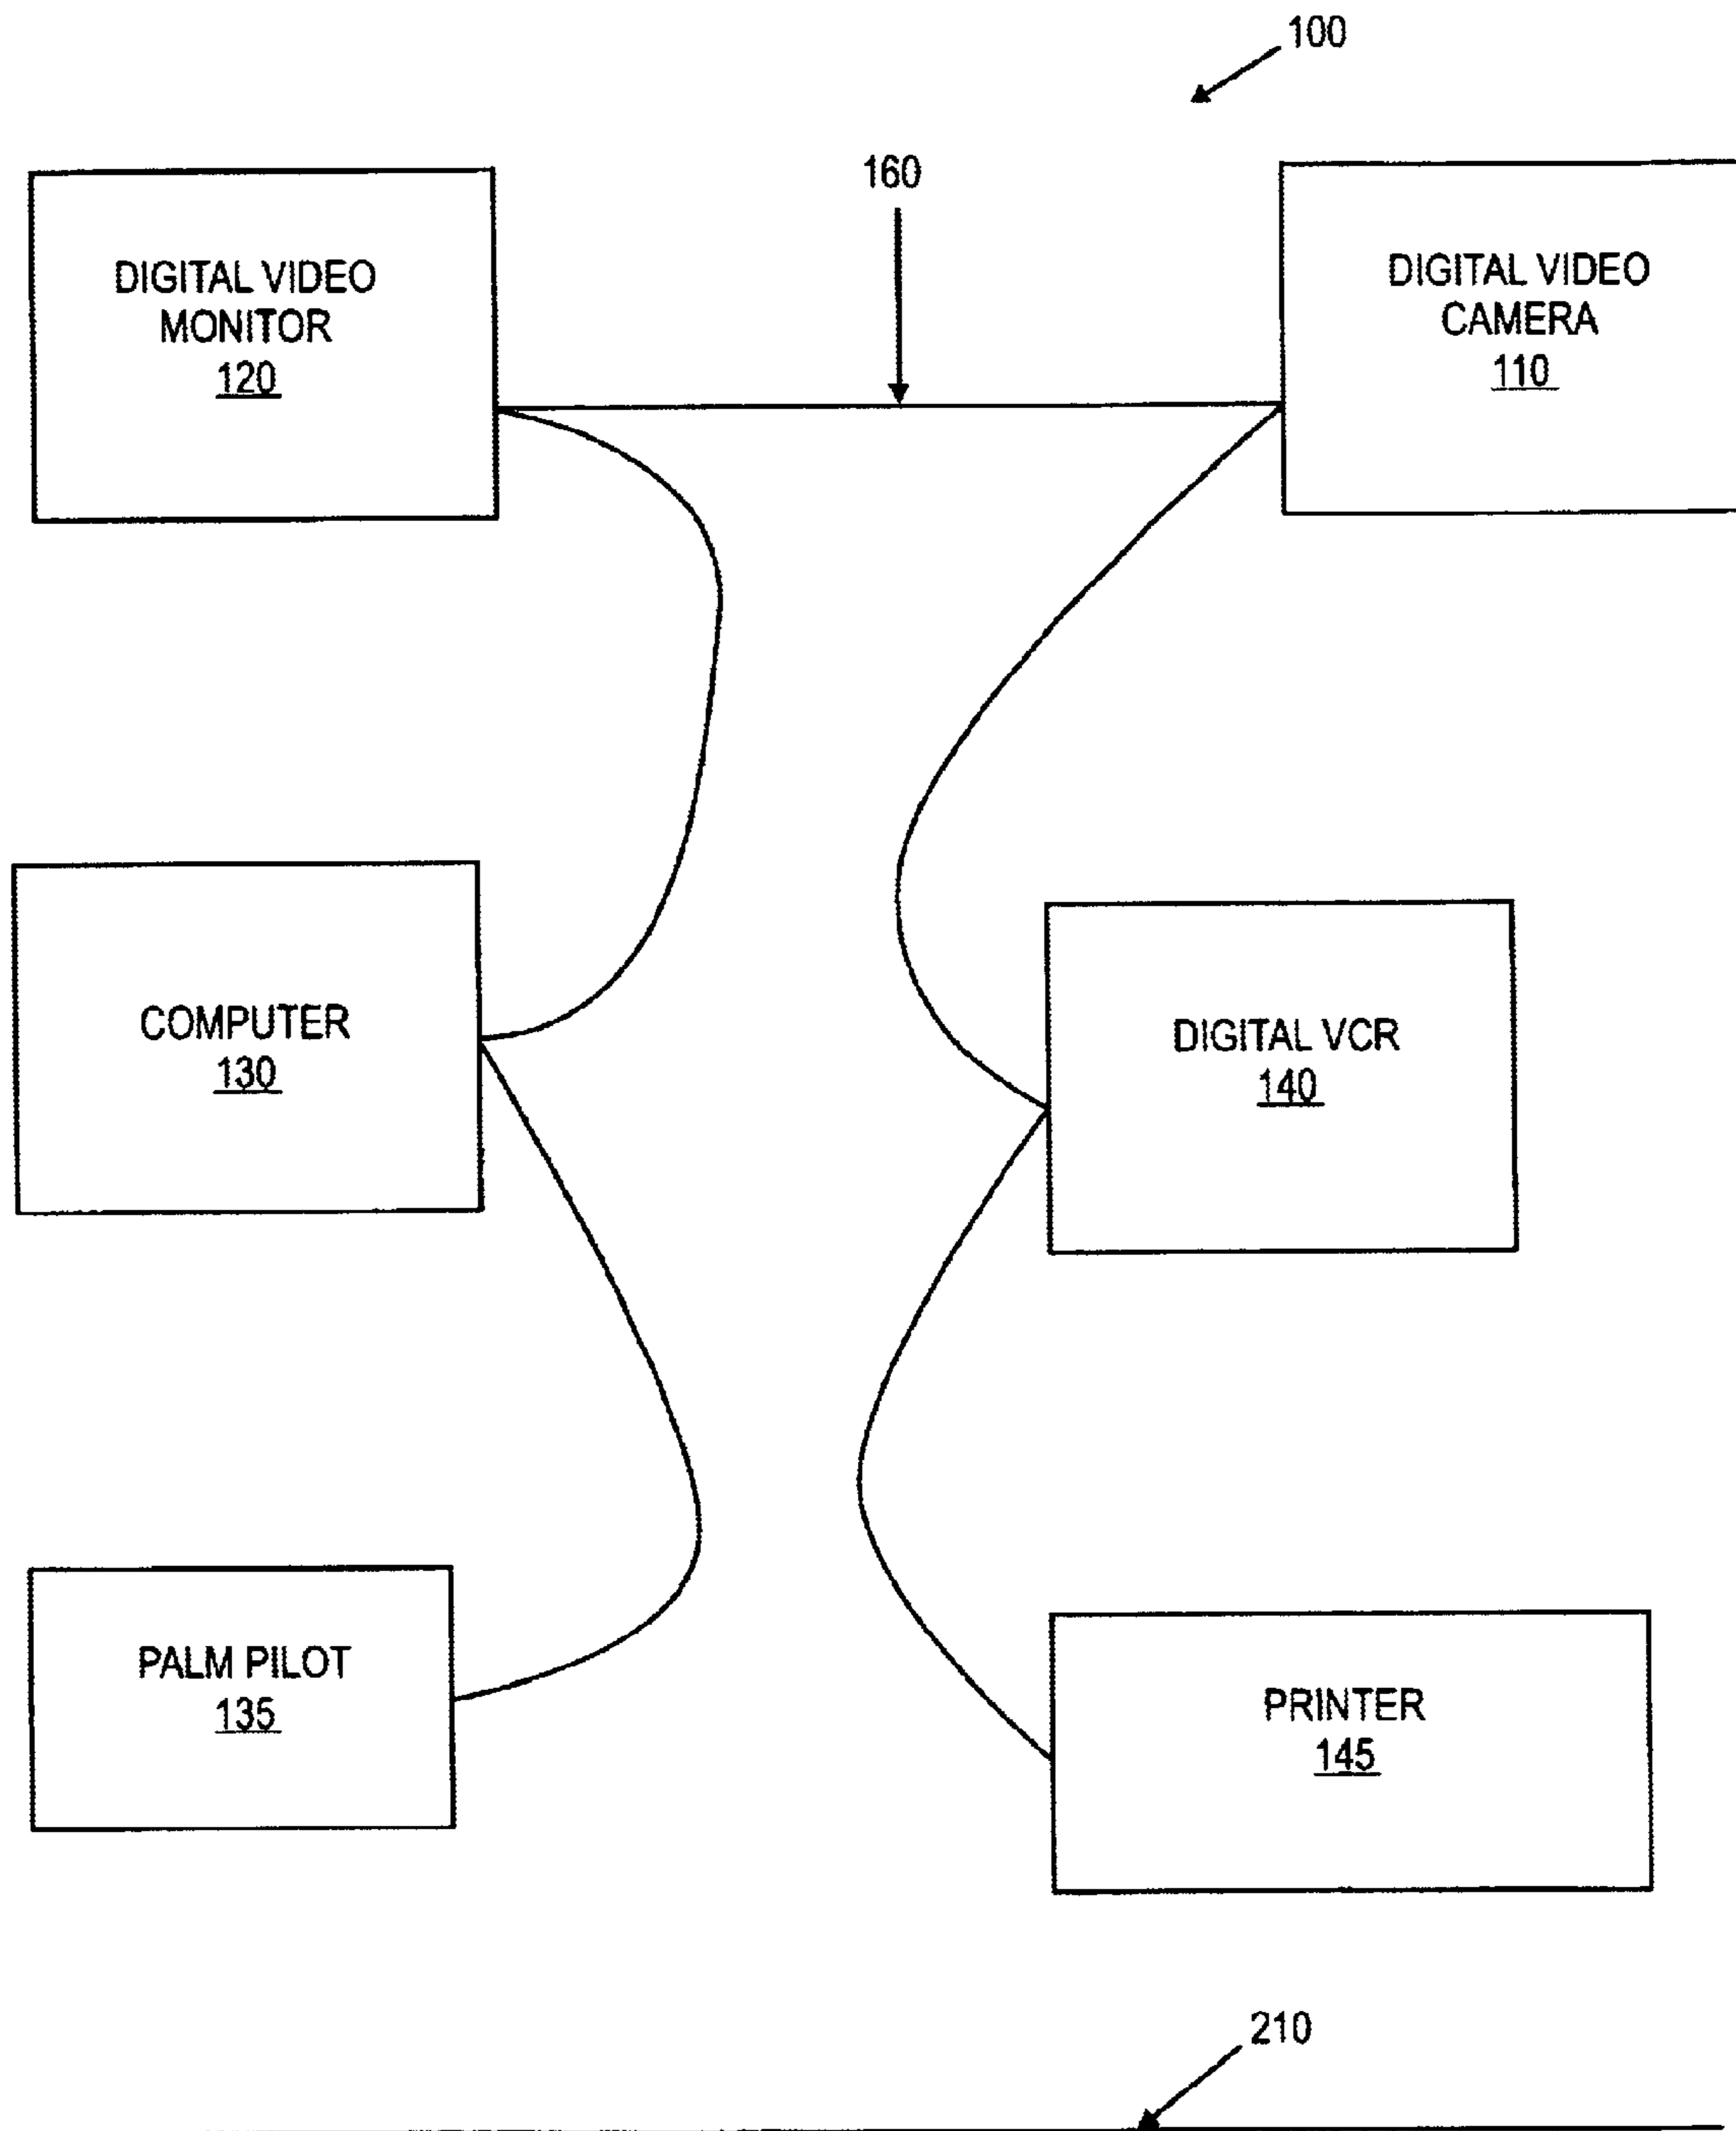 100
160
DIGITAL VIDEO
MONITOR
120
DIGITAL VIDEO
CAMERA
110
COMPUTER
130
DIGITAL VCR
140
PALM PILOT
135
PRINTER
145
210